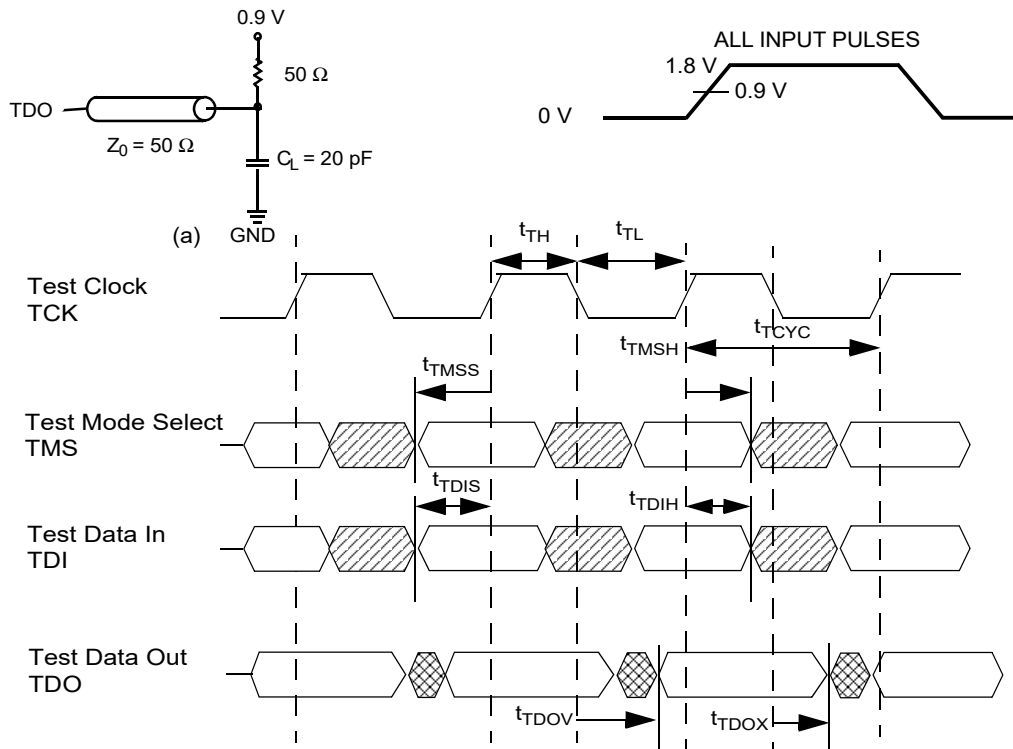 0.9 V
50 Ω
TDO
Z0 = 50 Ω
CL = 20 pF
(a)
GND
ALL INPUT PULSES
1.8 V
0.9 V
0 V
tTH
tTL
Test Clock
TCK
tTMSH
tTCYC
tTMSS
Test Mode Select
TMS
tTDIS
tTDIH
Test Data In
TDI
Test Data Out
TDO
tTDOV
tTDOX